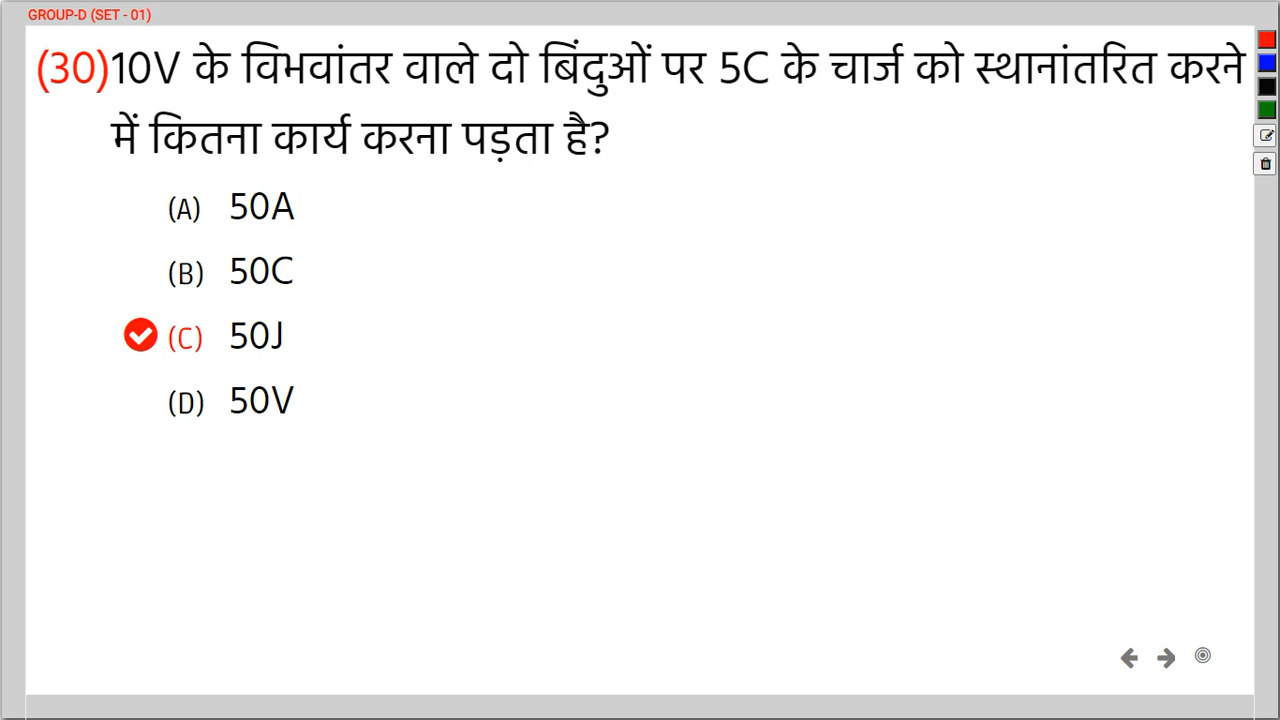 GROUP-D (SET - 01)
(30)10V के विभवांतर वाले दो बिंदुओं पर 5C के चार्ज को स्थानांतरित करने
में कितना कार्य करना पड़ता है?
(A) 50A
(B) 50C
(C) 50J
(D) 50V